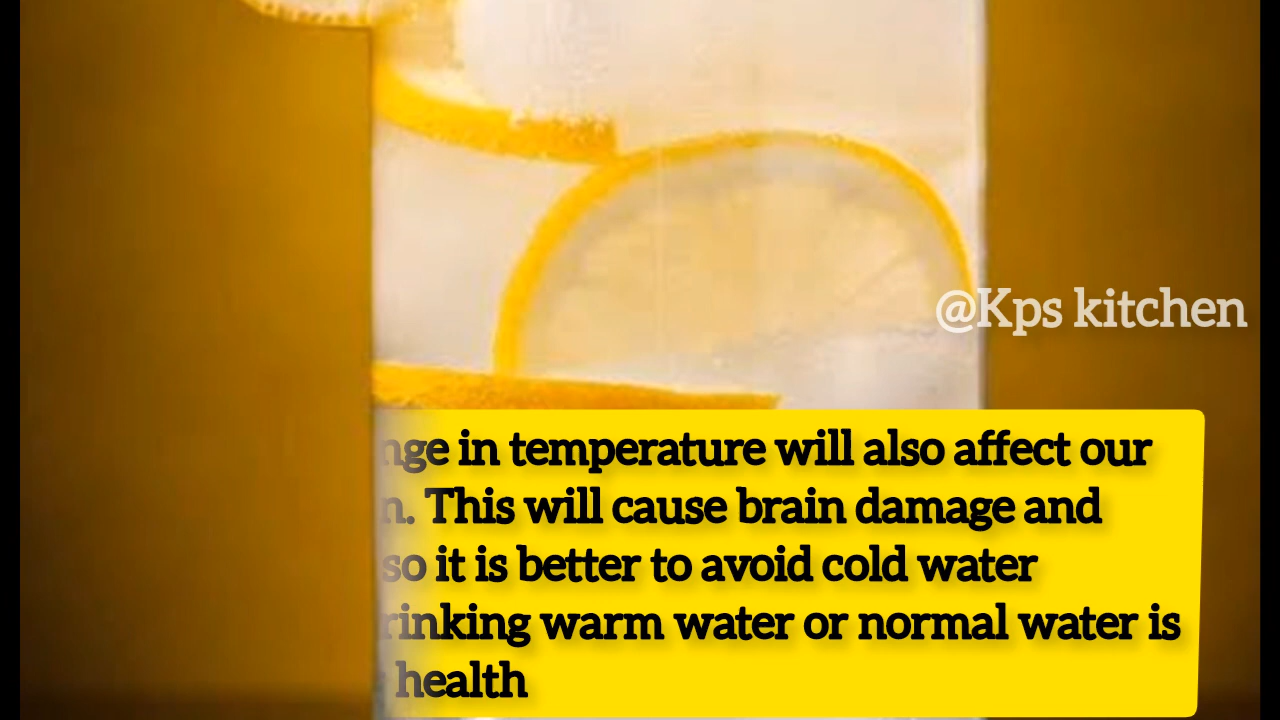 @Kps kitchen
nge in temperature will also affect our
n. This will cause brain damage and
so it is better to avoid cold water
rinking warm water or normal water is
health